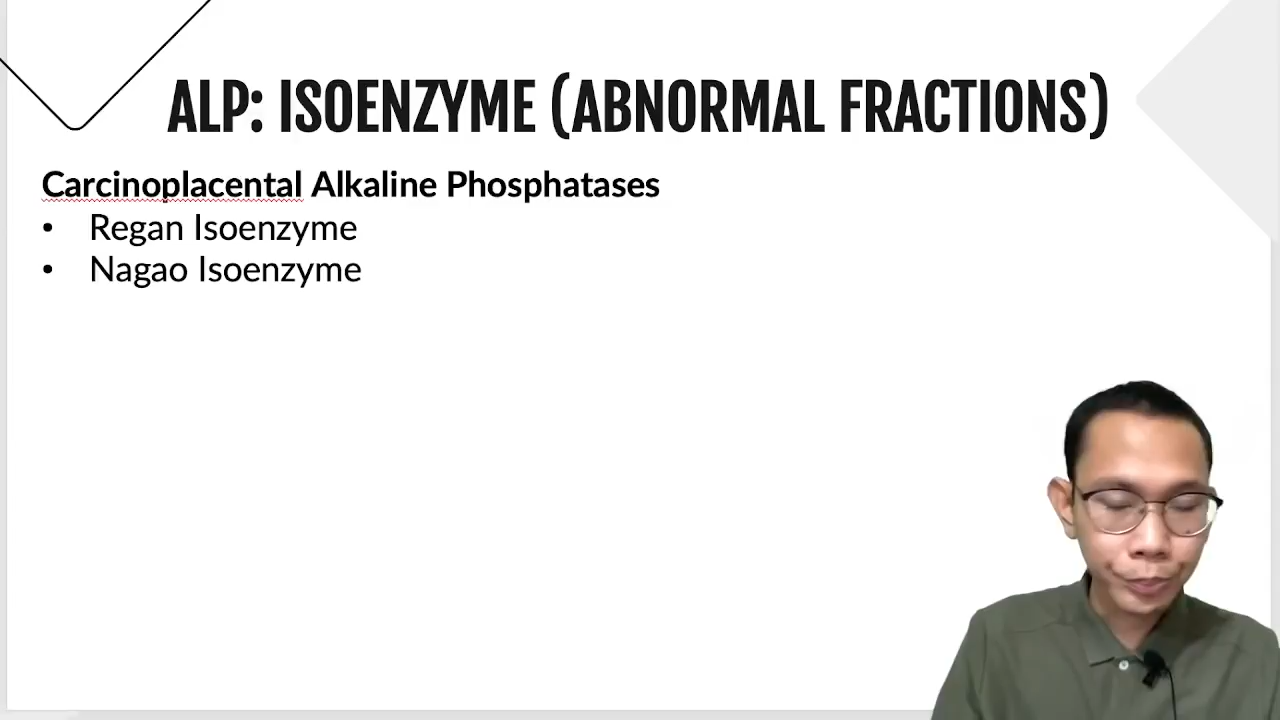 ALP: ISOENZYME (ABNORMAL FRACTIONS)
Carcinoplacental Alkaline Phosphatases
• Regan Isoenzyme
• Nagao Isoenzyme